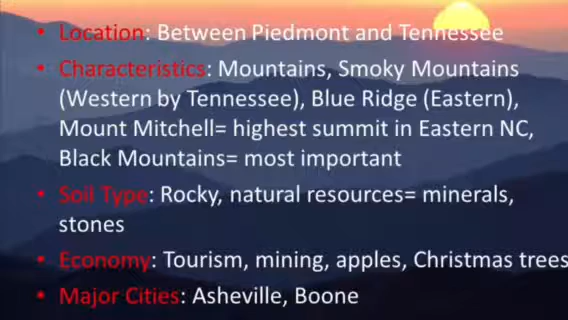 • Location: Between Piedmont and Tennessee
• Characteristics: Mountains, Smoky Mountains
(Western by Tennessee), Blue Ridge (Eastern),
Mount Mitchell= highest summit in Eastern NC,
Black Mountains= most important
• Soil Type: Rocky, natural resources= minerals,
stones
• Economy: Tourism, mining, apples, Christmas trees
• Major Cities: Asheville, Boone